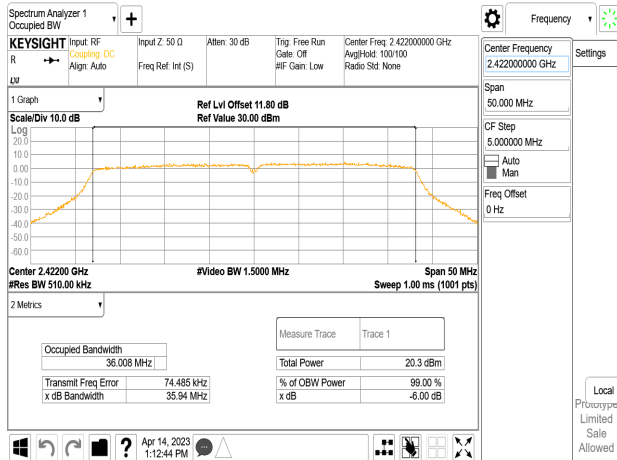 Spectrum Analyzer 1
Occupied BW
Frequency
KEYSIGHT Input: RF Input Z: 50 Ω Atten: 30 dB Trig: Free Run Center Freq: 2.422000000 GHz
R Coupling: DC Gate: Off Avg|Hold: 100/100
Align: Auto Freq Ref: Int (S) #IF Gain: Low Radio Std: None
LXI
Center Frequency
2.422000000 GHz
Settings
Span
50.000 MHz
CF Step
5.000000 MHz
Auto
Man
Freq Offset
0 Hz
1 Graph
Ref Lvl Offset 11.80 dB
Scale/Div 10.0 dB Ref Value 30.00 dBm
Log
20.0
10.0
0.00
-10.0
-20.0
-30.0
-40.0
-50.0
-60.0
Center 2.42200 GHz #Video BW 1.5000 MHz Span 50 MHz
#Res BW 510.00 kHz Sweep 1.00 ms (1001 pts)
2 Metrics
Measure Trace Trace 1
Occupied Bandwidth
36.008 MHz
Total Power 20.3 dBm
Transmit Freq Error 74.485 kHz % of OBW Power 99.00 %
x dB Bandwidth 35.94 MHz x dB -6.00 dB
Local
Prototype
Limited
Sale
Allowed
? Apr 14, 2023
1:12:44 PM